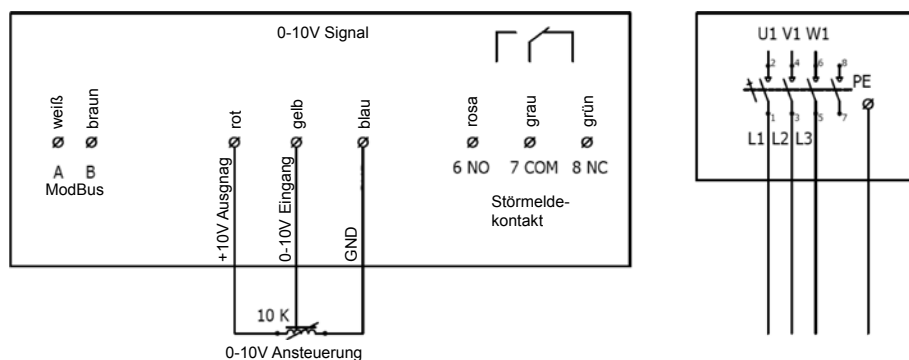 0-10V Signal
weiß
braun
rot
gelb
blau
rosa
grau
grün
A B
ModBus
6 NO 7 COM 8 NC
+10V Ausgnag
0-10V Eingang
GND
Störmelde-
kontakt
10 K
0-10V Ansteuerung
U1 V1 W1
2 4 6 8
PE
1 3 5 7
L1 L2 L3